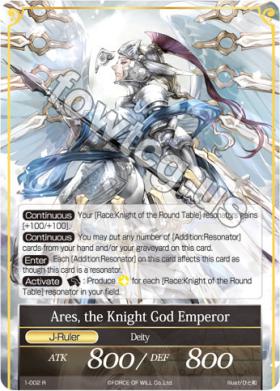 Continuous Your [Race:Knight of the Round Table] resonators gains
[+100/+100].
Continuous You may put any number of [Addition:Resonator]
cards from your hand and/or your graveyard on this card.
Enter Each [Addition:Resonator] on this card affects this card as
though this card is a resonator.
Activate : Produce for each [Race:Knight of the Round Table]
resonator you control.
Ares, the Knight God Emperor
J-Ruler Deity
ATK 800 / DEF 800
1-002 R ©FORCE OF WILL Co.,Ltd.